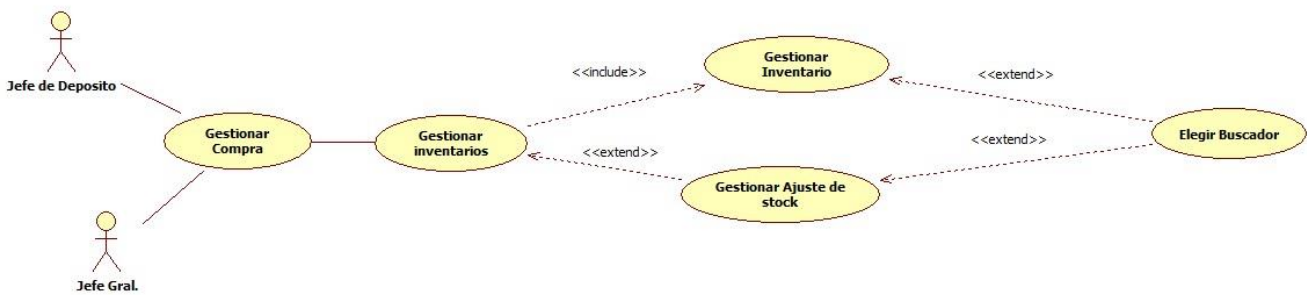 Jefe de Deposito
Gestionar
Compra
Jefe Gral.
Gestionar
inventarios
<<include>>
<<extend>>
Gestionar
Inventario
Gestionar Ajuste de
stock
<<extend>>
<<extend>>
Elegir Buscador